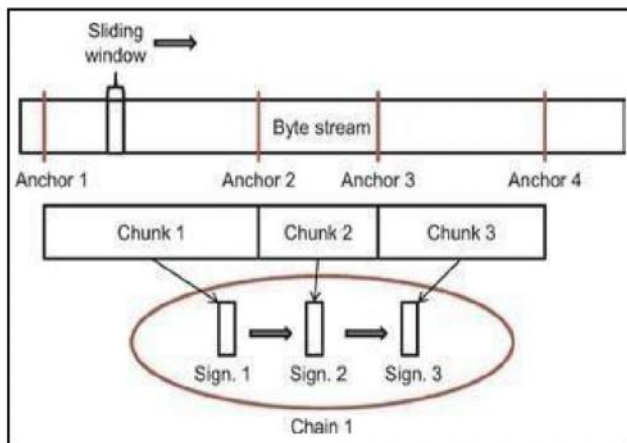 Sliding
window
Byte stream
Anchor 1 Anchor 2 Anchor 3 Anchor 4
Chunk 1 Chunk 2 Chunk 3
Sign. 1 Sign. 2 Sign. 3
Chain 1